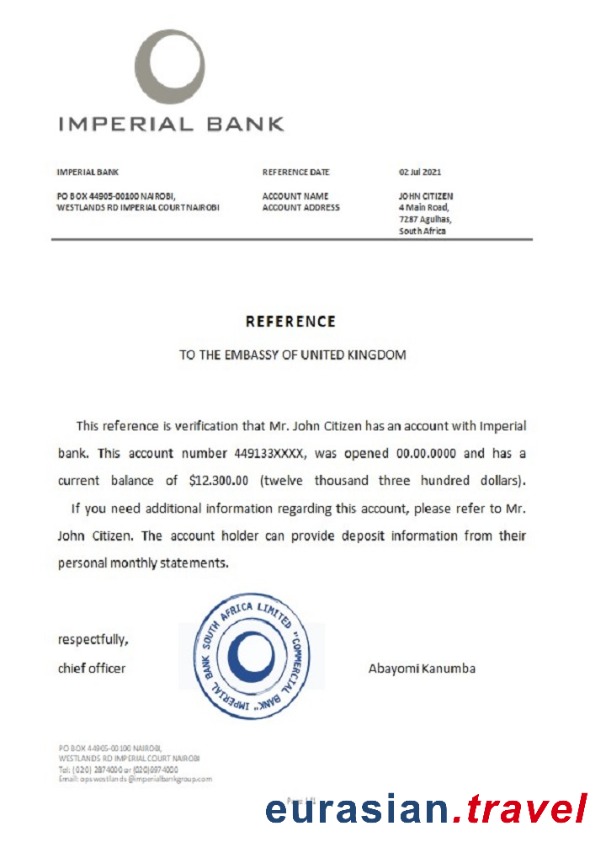 IMPERIAL BANK
IMPERIAL BANK REFERENCE DATE 02 Jul 2021
PO BOX 44905-00100 NAIROBI, ACCOUNT NAME JOHN CITIZEN
WESTLANDS RD IMPERIAL COURT NAIROBI ACCOUNT ADDRESS 4 Main Road,
7287 Agulhas,
South Africa
REFERENCE
TO THE EMBASSY OF UNITED KINGDOM
This reference is verification that Mr. John Citizen has an account with Imperial
bank. This account number 449133XXXX, was opened 00.00.0000 and has a
current balance of $12.300.00 (twelve thousand three hundred dollars).
If you need additional information regarding this account, please refer to Mr.
John Citizen. The account holder can provide deposit information from their
personal monthly statements.
respectfully,
chief officer Abayomi Kanumba
IMPERIAL BANK SOUTH AFRICA LIMITED "COMMERCIAL BANK"
PO BOX 44905-00100 NAIROBI,
WESTLANDS RD IMPERIAL COURT NAIROBI
Tel: (020) 2874000 or (020)6974000
Email: opswestlands@imperialbankgroup.com
eurasian.travel